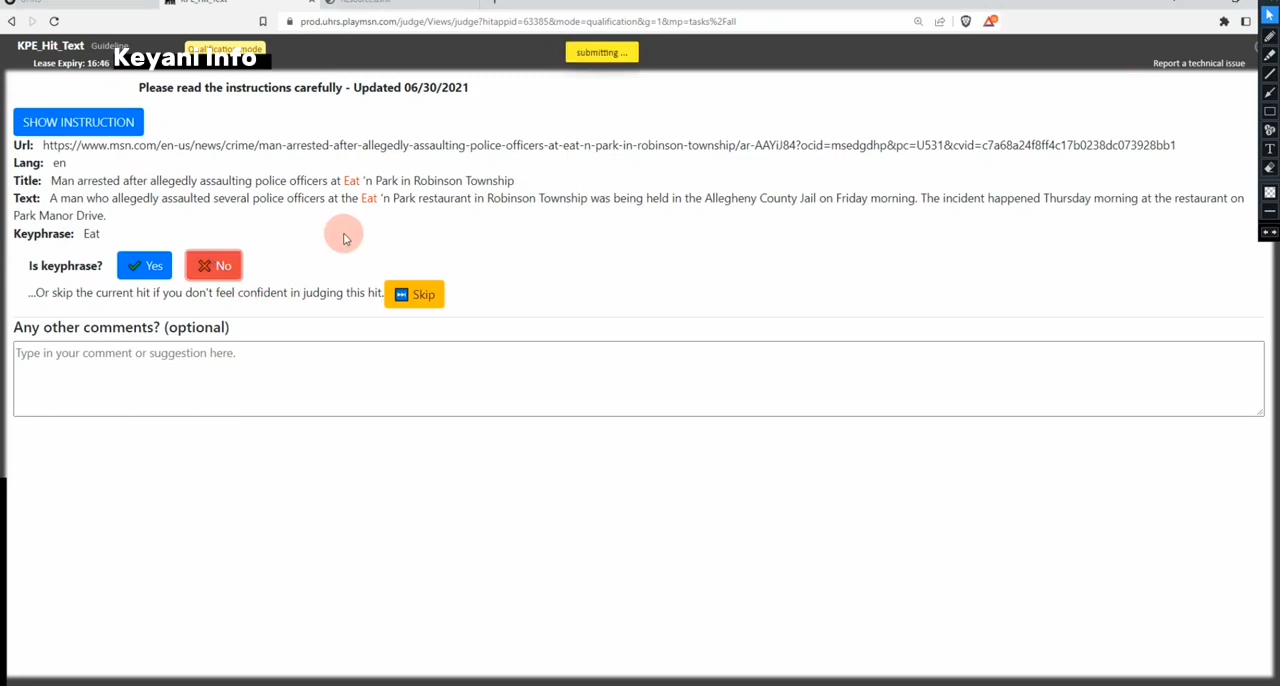 prod.uhrs.playmsn.com/judge/Views/judge?hitappid=63385&mode=qualification&g=1&mp=tasks%2Fall
KPE_Hit_Text Guideline Qualification mode
submitting ...
Keyani Info
Lease Expiry: 16:46
Report a technical issue
Please read the instructions carefully - Updated 06/30/2021
SHOW INSTRUCTION
Url: https://www.msn.com/en-us/news/crime/man-arrested-after-allegedly-assaulting-police-officers-at-eat-n-park-in-robinson-township/ar-AAYiJ84?ocid=msedgdhp&pc=U531&cvid=c7a68a24f8ff4c17b0238dc073928bb1
Lang: en
Title: Man arrested after allegedly assaulting police officers at Eat 'n Park in Robinson Township
Text: A man who allegedly assaulted several police officers at the Eat 'n Park restaurant in Robinson Township was being held in the Allegheny County Jail on Friday morning. The incident happened Thursday morning at the restaurant on
Park Manor Drive.
Keyphrase: Eat
Is keyphrase? Yes No
...Or skip the current hit if you don't feel confident in judging this hit. Skip
Any other comments? (optional)
Type in your comment or suggestion here.